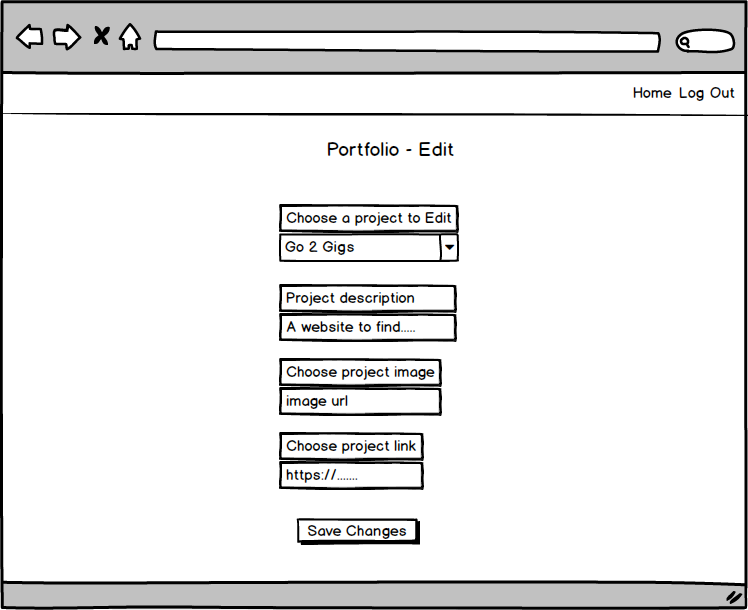 Home Log Out
Portfolio - Edit
Choose a project to Edit
Go 2 Gigs
Project description
A website to find.....
Choose project image
image url
Choose project link
https://.......
Save Changes